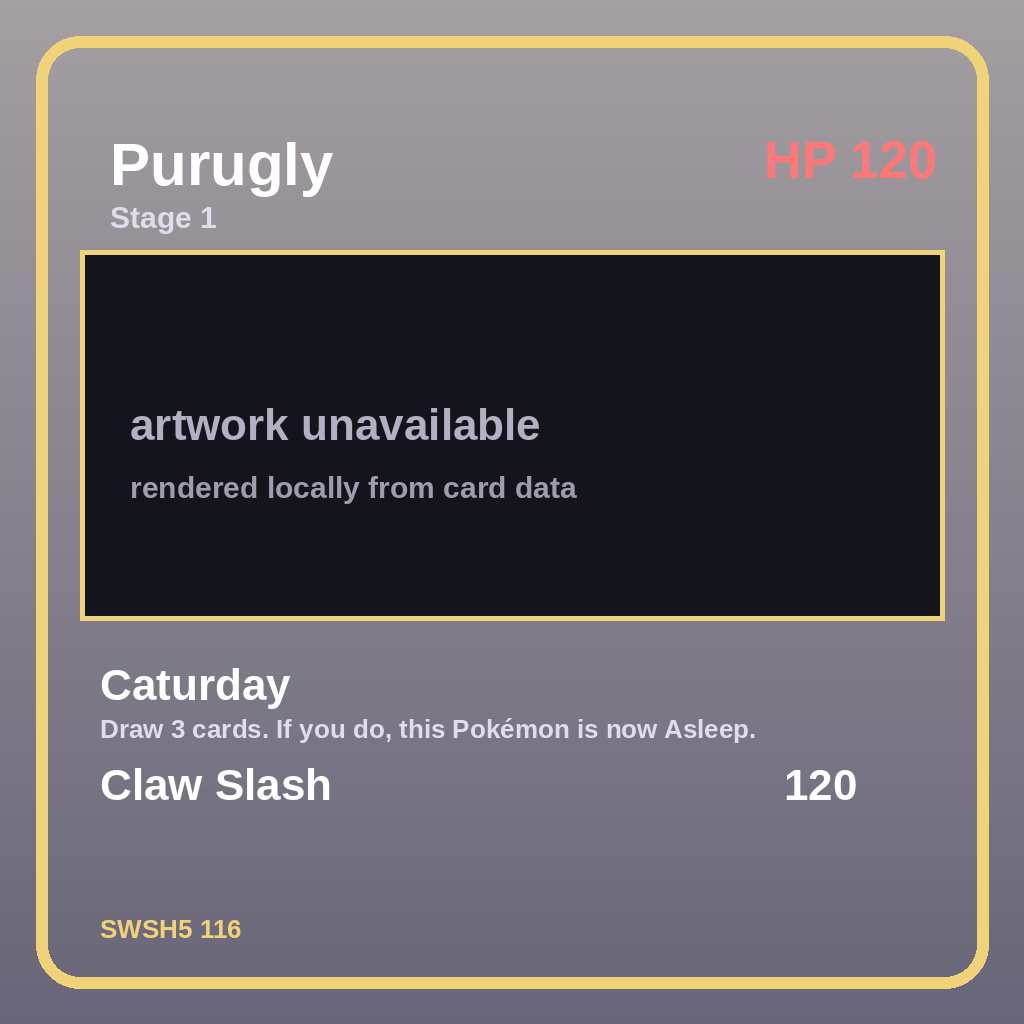 Purugly
HP 120
Stage 1
artwork unavailable
rendered locally from card data
Caturday
Draw 3 cards. If you do, this Pokémon is now Asleep.
Claw Slash
120
SWSH5 116